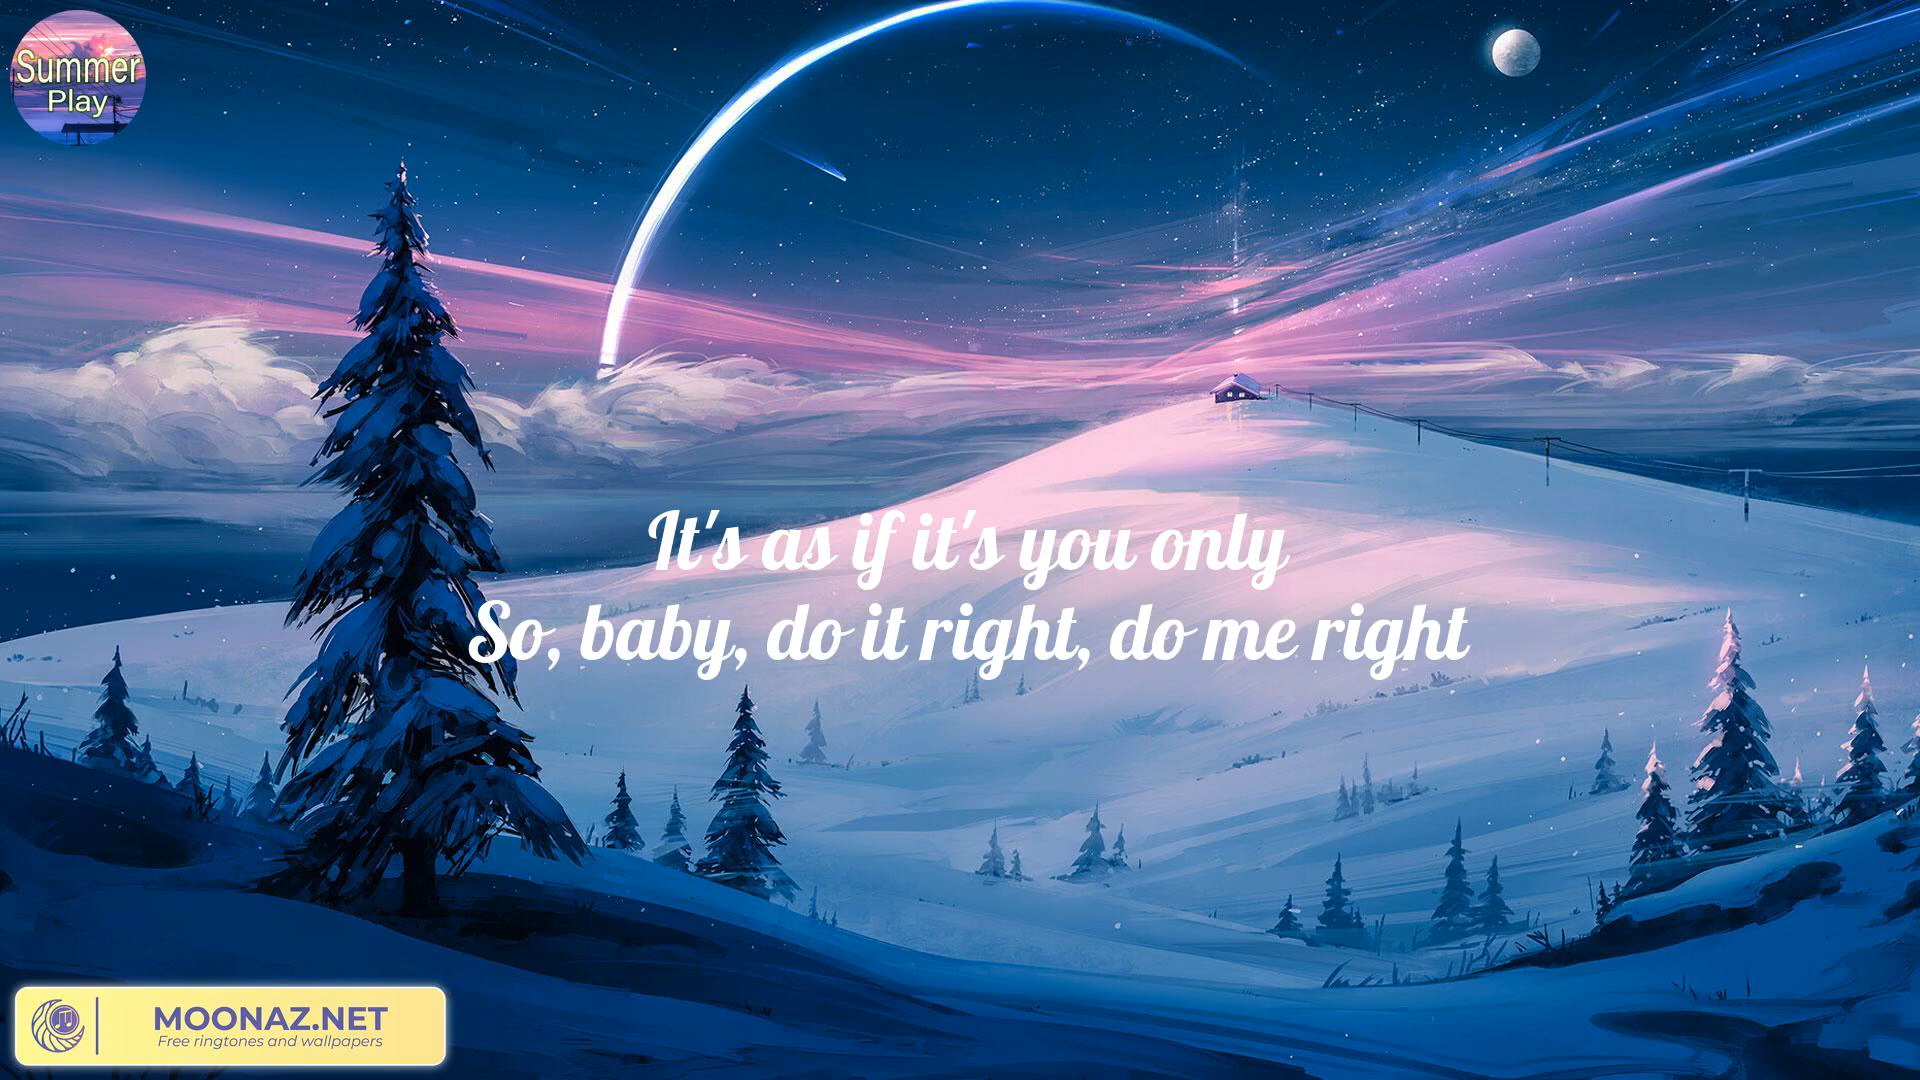 Summer
Play
It's as if it's you only
So, baby, do it right, do me right
MOONAZ.NET
Free ringtones and wallpapers